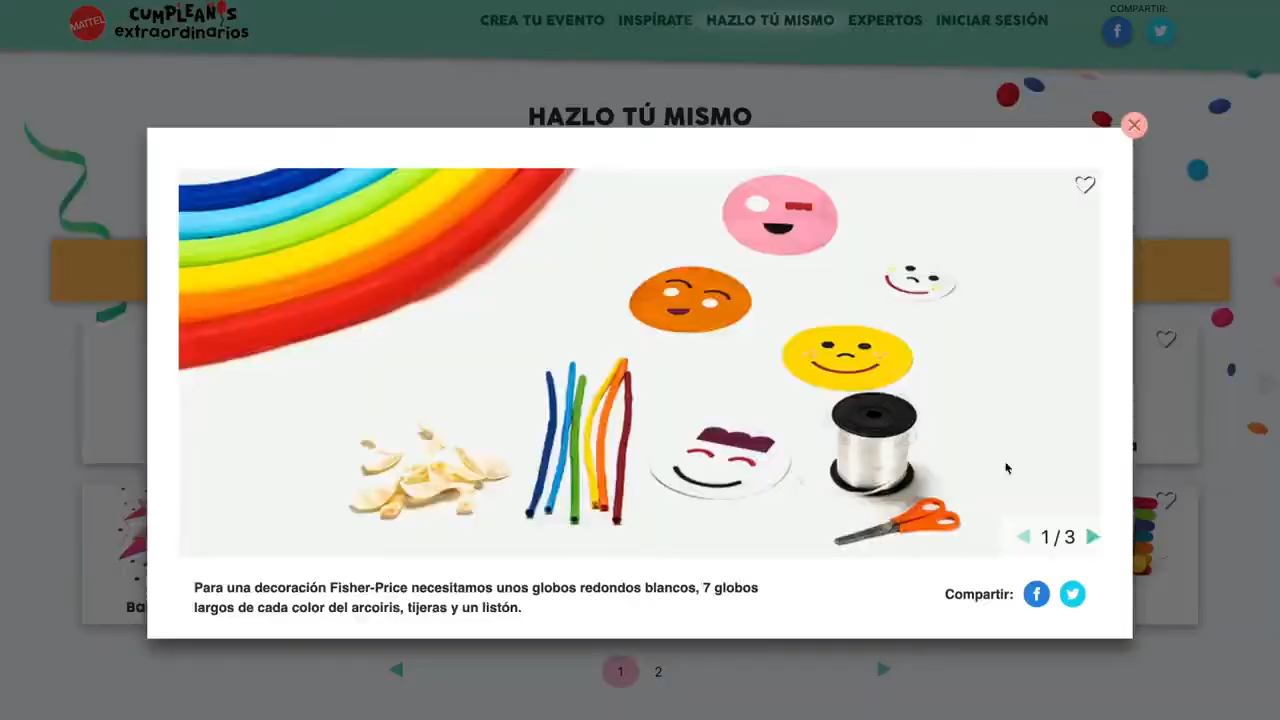 MATTEL
CUMPLEAÑOS
extraordinarios
CREA TU EVENTO INSPÍRATE HAZLO TÚ MISMO EXPERTOS INICIAR SESIÓN
COMPARTIR:
HAZLO TÚ MISMO
1 / 3
Para una decoración Fisher-Price necesitamos unos globos redondos blancos, 7 globos
largos de cada color del arcoiris, tijeras y un listón.
Compartir:
1 2